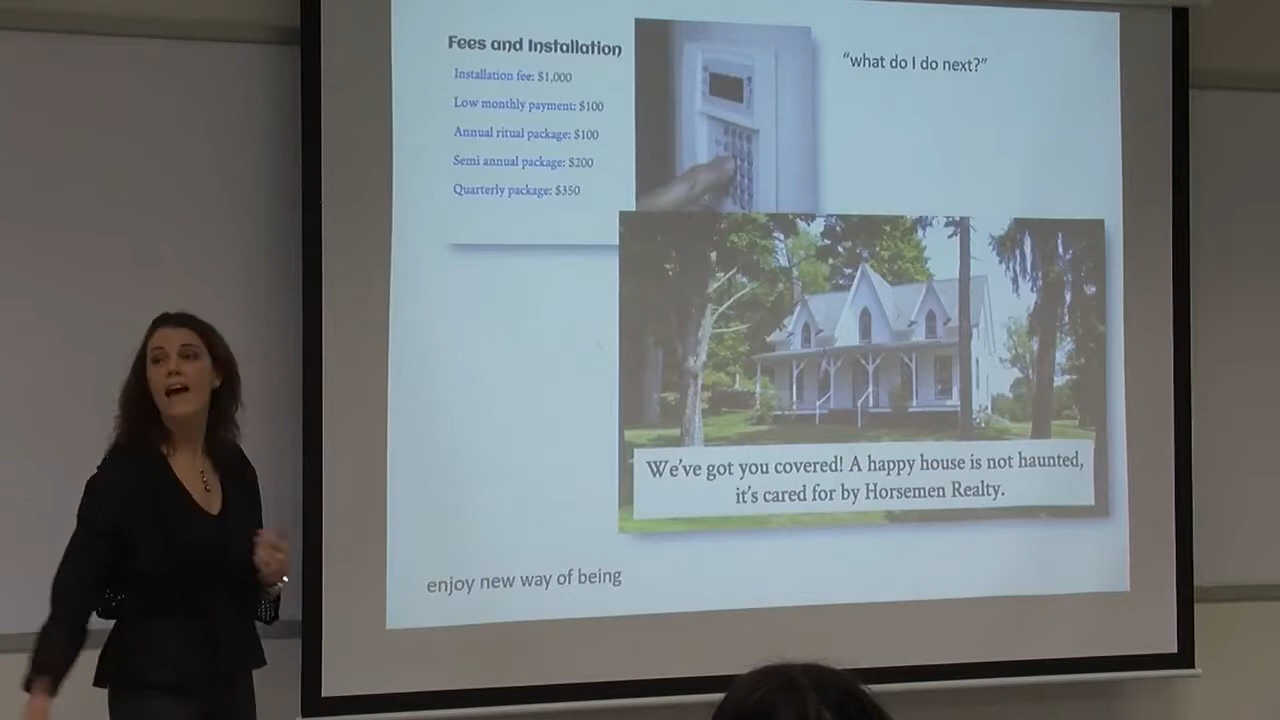 Fees and Installation
Installation fee: $1,000
Low monthly payment: $100
Annual ritual package: $100
Semi annual package: $200
Quarterly package: $350
“what do I do next?”
We’ve got you covered! A happy house is not haunted,
it’s cared for by Horsemen Realty.
enjoy new way of being